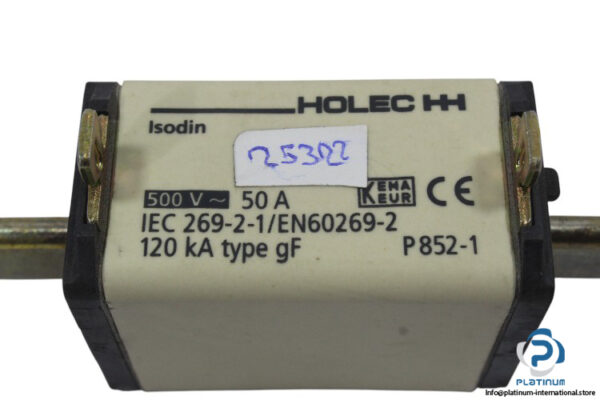 HOLEC HH
Isodin
25322
500 V ~ 50 A
KEMA KEUR CE
IEC 269-2-1/EN60269-2
120 kA type gF
P852-1
PLATINUM
info@platinum-international.store